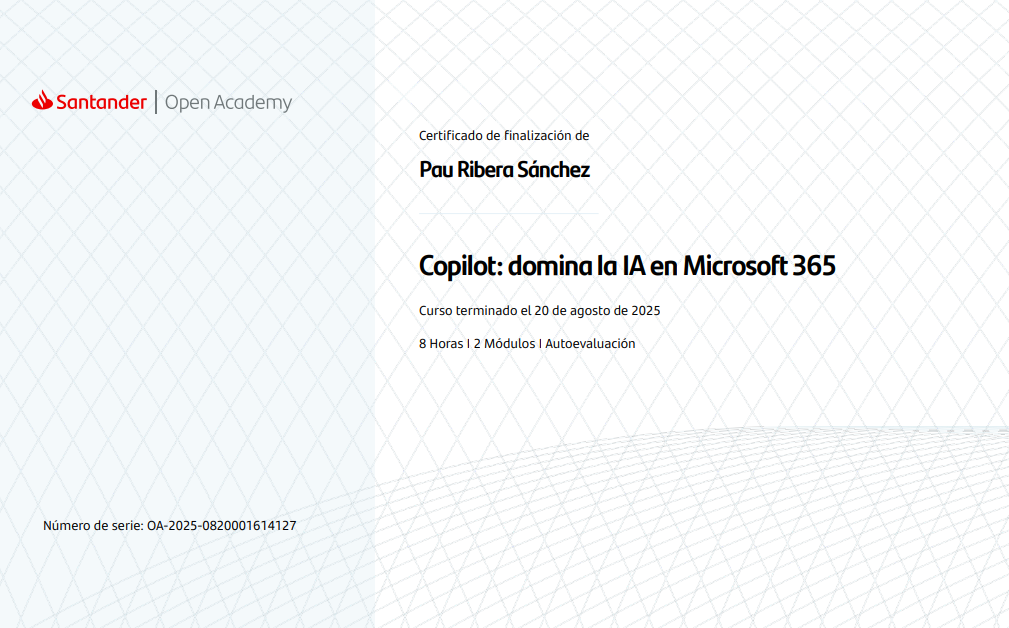 Santander | Open Academy
Certificado de finalización de
Pau Ribera Sánchez
Copilot: domina la IA en Microsoft 365
Curso terminado el 20 de agosto de 2025
8 Horas I 2 Módulos I Autoevaluación
Número de serie: OA-2025-0820001614127